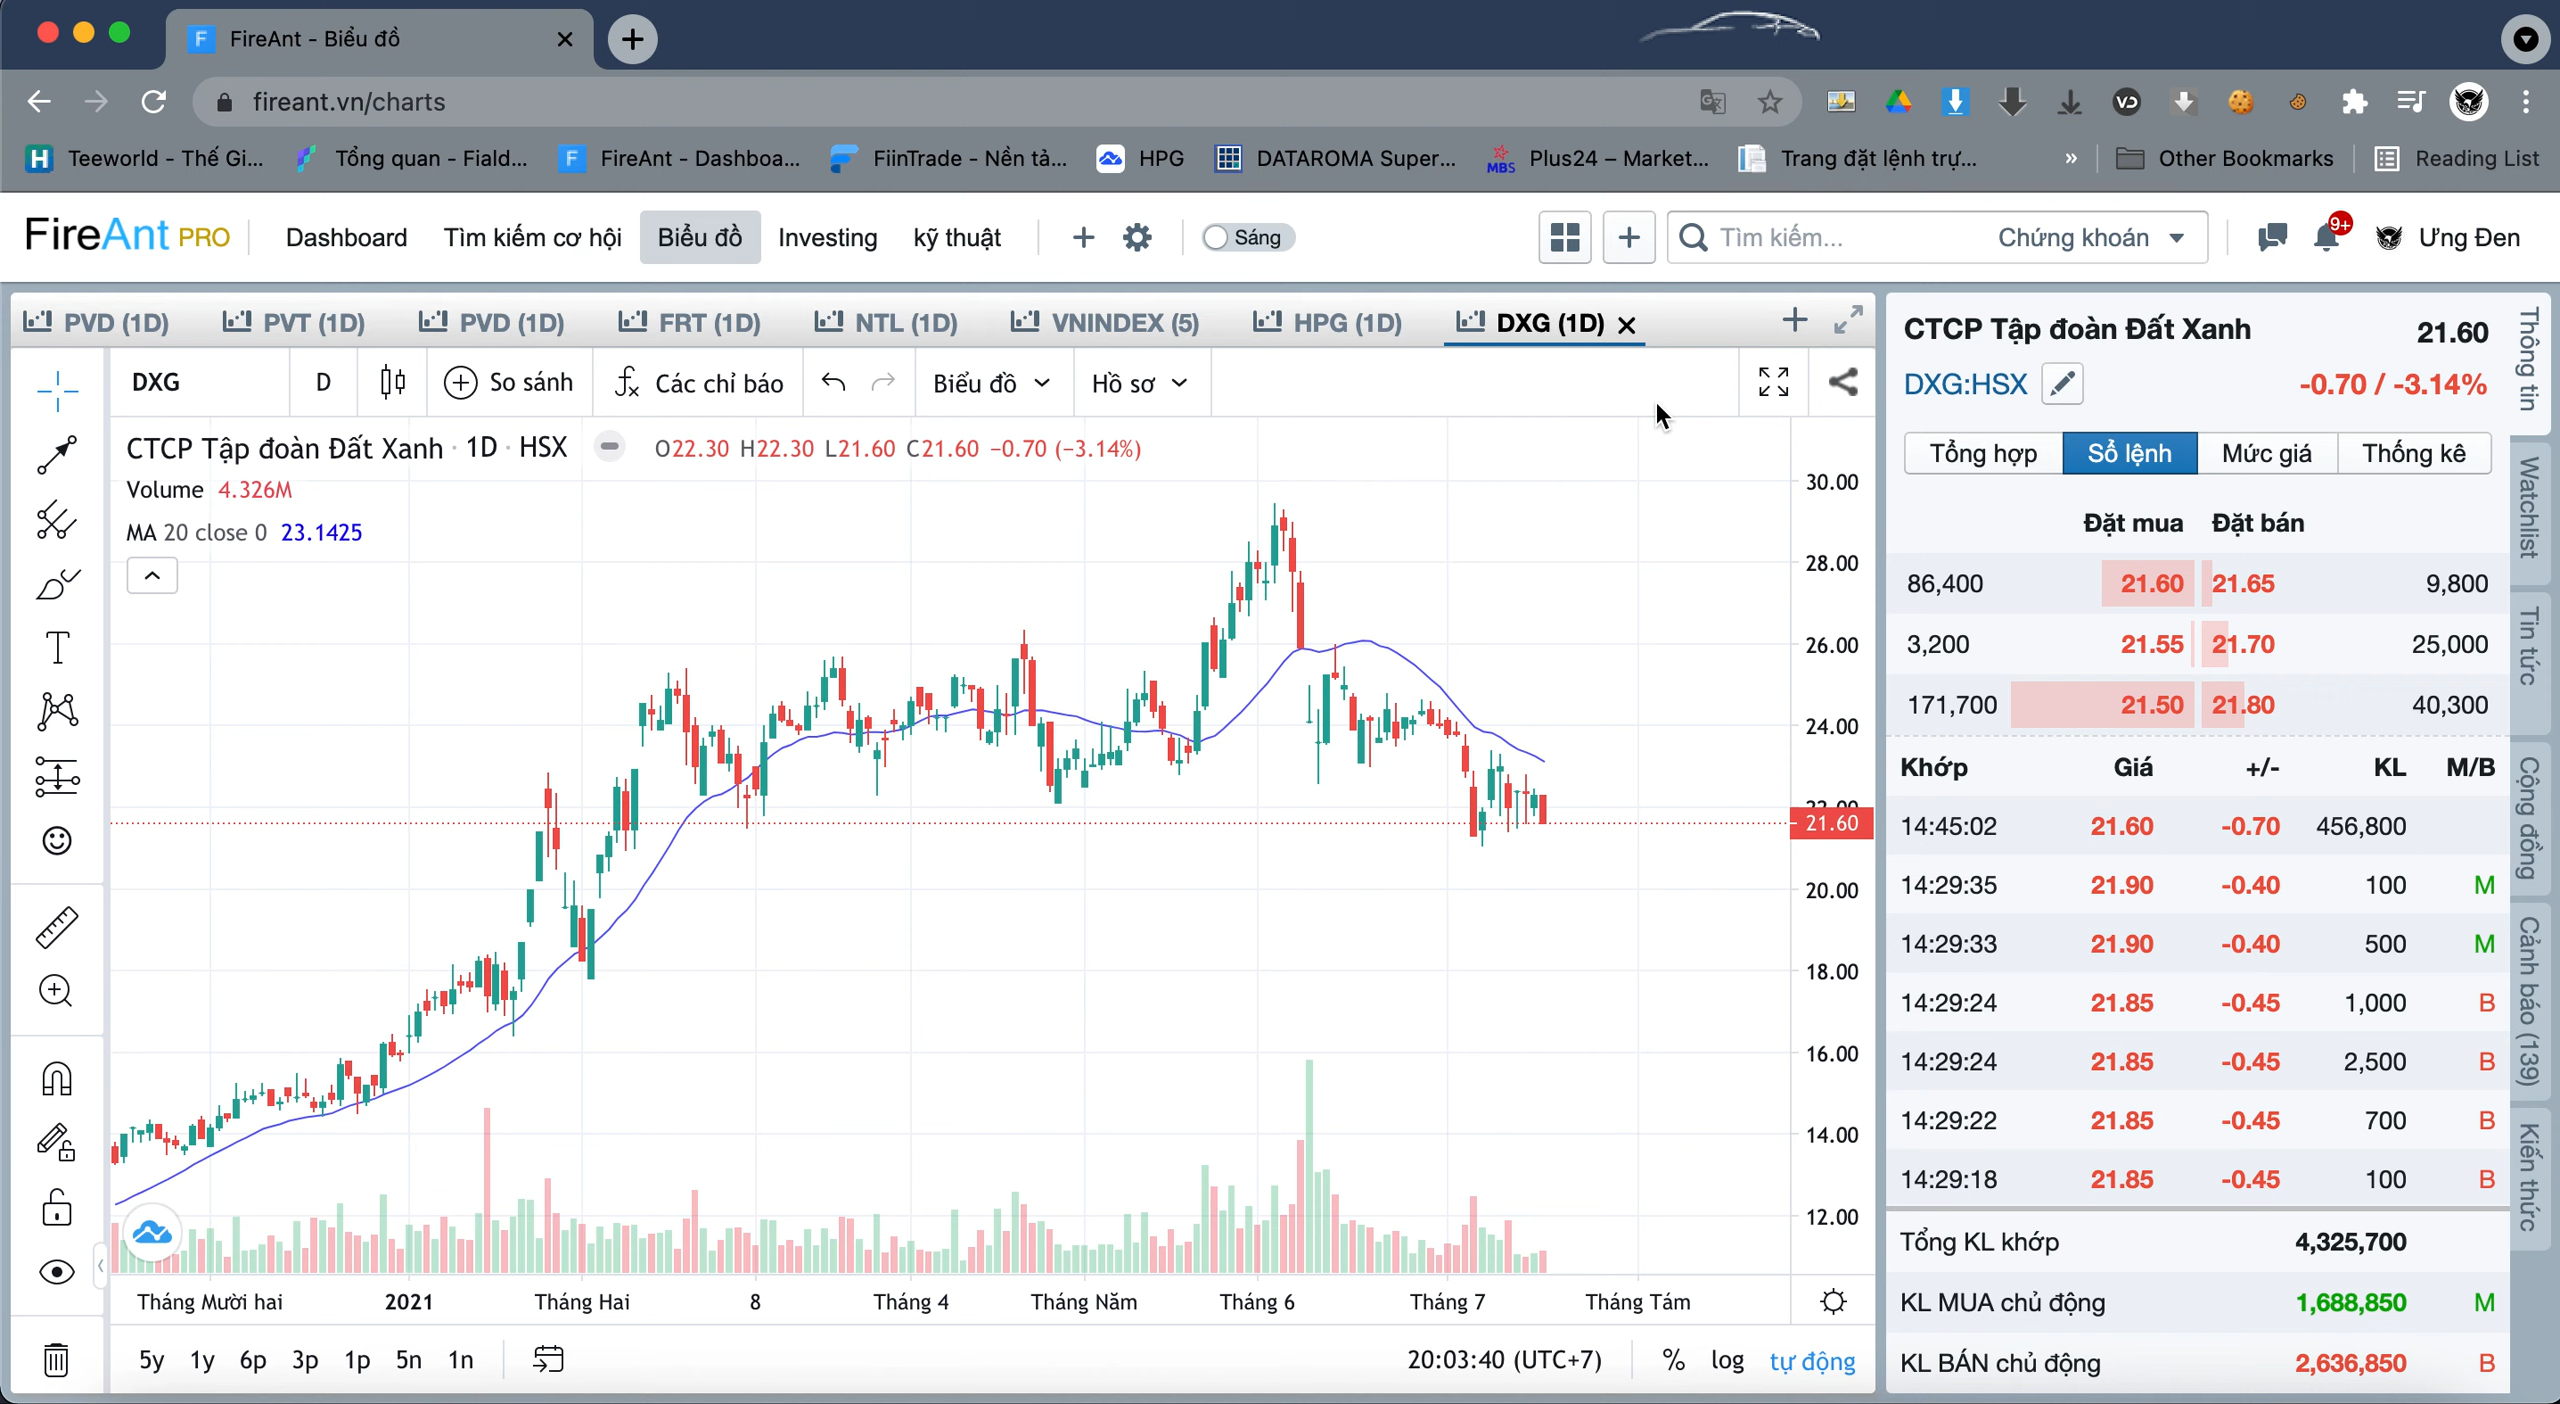 FireAnt - Biểu đồ
fireant.vn/charts
Teeworld - Thế Gi... Tổng quan - Fiald... FireAnt - Dashboa... FiinTrade - Nền tả... HPG DATAROMA Super... MBS Plus24 – Market... Trang đặt lệnh trự... » Other Bookmarks Reading List
FireAnt PRO Dashboard Tìm kiếm cơ hội Biểu đồ Investing kỹ thuật Sáng Tìm kiếm... Chứng khoán 9+ Ưng Đen
PVD (1D) PVT (1D) PVD (1D) FRT (1D) NTL (1D) VNINDEX (5) HPG (1D) DXG (1D)
DXG D So sánh Các chỉ báo Biểu đồ Hồ sơ
CTCP Tập đoàn Đất Xanh · 1D · HSX O22.30 H22.30 L21.60 C21.60 −0.70 (−3.14%)
Volume 4.326M
MA 20 close 0 23.1425
30.00
28.00
26.00
24.00
22.00
21.60
20.00
18.00
16.00
14.00
12.00
Tháng Mười hai 2021 Tháng Hai 8 Tháng 4 Tháng Năm Tháng 6 Tháng 7 Tháng Tám
5y 1y 6p 3p 1p 5n 1n 20:03:40 (UTC+7) % log tự động
CTCP Tập đoàn Đất Xanh 21.60
DXG:HSX -0.70 / -3.14%
Tổng hợp Sổ lệnh Mức giá Thống kê
Đặt mua Đặt bán
86,400 21.60 21.65 9,800
3,200 21.55 21.70 25,000
171,700 21.50 21.80 40,300
Khớp Giá +/- KL M/B
14:45:02 21.60 -0.70 456,800
14:29:35 21.90 -0.40 100 M
14:29:33 21.90 -0.40 500 M
14:29:24 21.85 -0.45 1,000 B
14:29:24 21.85 -0.45 2,500 B
14:29:22 21.85 -0.45 700 B
14:29:18 21.85 -0.45 100 B
Tổng KL khớp 4,325,700
KL MUA chủ động 1,688,850 M
KL BÁN chủ động 2,636,850 B
Thông tin
Watchlist
Tin tức
Cộng đồng
Cảnh báo (139)
Kiến thức